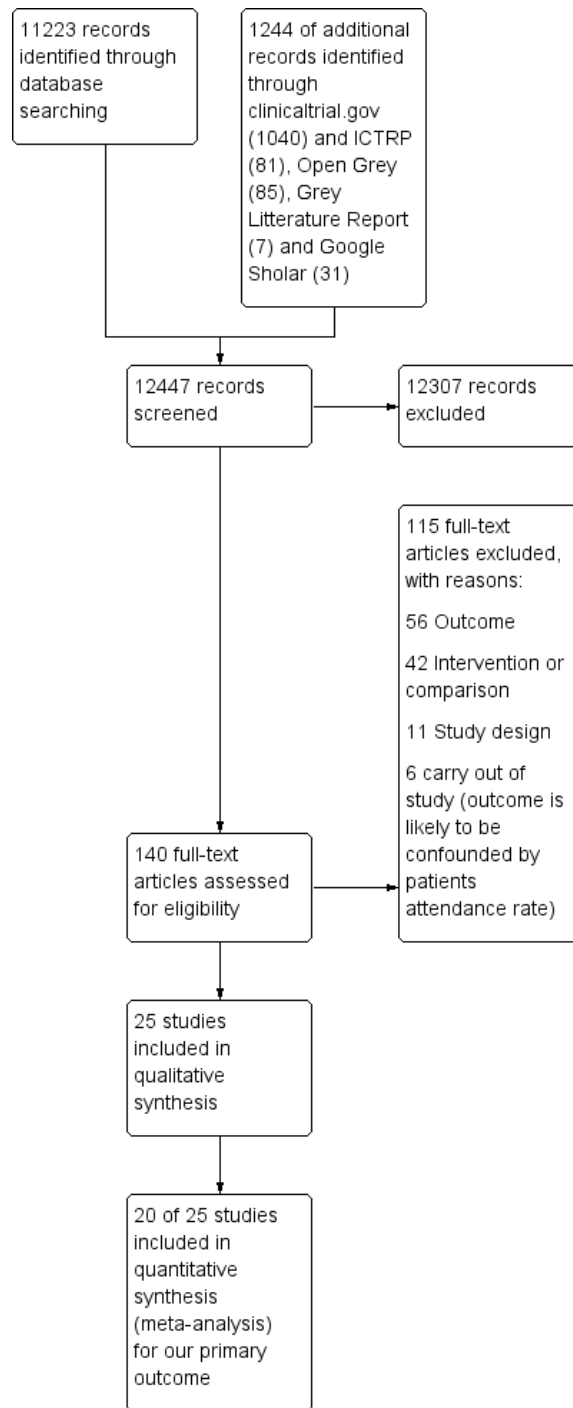 11223 records
identified through
database
searching
1244 of additional
records identified
through
clinicaltrial.gov
(1040) and ICTRP
(81), Open Grey
(85), Grey
Litterature Report
(7) and Google
Sholar (31)
12447 records
screened
12307 records
excluded
115 full-text
articles excluded,
with reasons:
56 Outcome
42 Intervention or
comparison
11 Study design
6 carry out of
study (outcome is
likely to be
confounded by
patients
attendance rate)
140 full-text
articles assessed
for eligibility
25 studies
included in
qualitative
synthesis
20 of 25 studies
included in
quantitative
synthesis
(meta-analysis)
for our primary
outcome